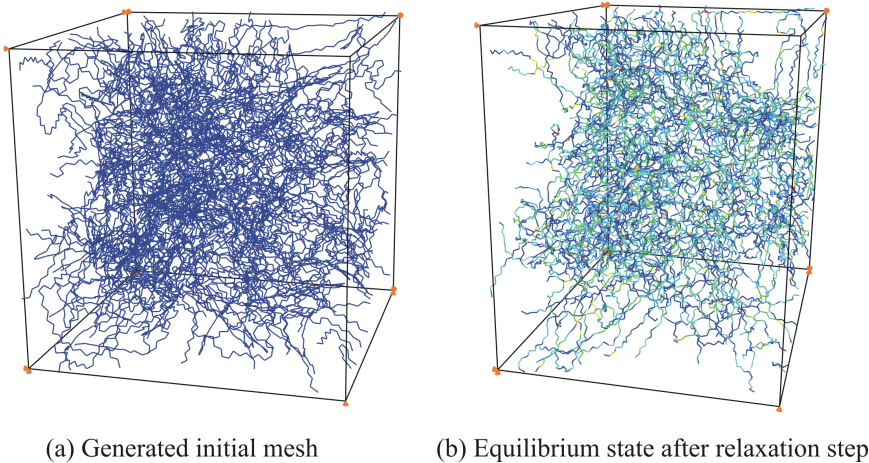 (a) Generated initial mesh
(b) Equilibrium state after relaxation step